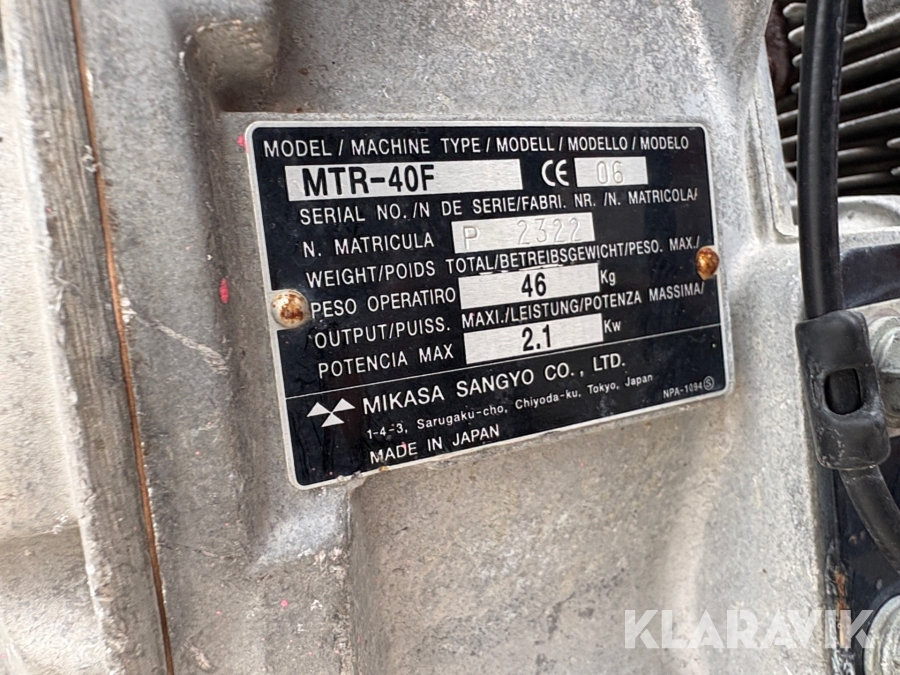 MODEL / MACHINE TYPE / MODELL / MODELLO / MODELO
MTR-40F CE 06
SERIAL NO./N DE SERIE/FABRI. NR. /N. MATRICOLA/
N. MATRICULA P 2322
WEIGHT/POIDS TOTAL/BETREIBSGEWICHT/PESO. MAX./
PESO OPERATIRO 46 Kg
OUTPUT/PUISS. MAXI./LEISTUNG/POTENZA MASSIMA/
POTENCIA MAX 2.1 Kw
MIKASA SANGYO CO., LTD.
1-4-3, Sarugaku-cho, Chiyoda-ku, Tokyo, Japan
MADE IN JAPAN
NPA-1094 Ⓢ
KLARAVIK